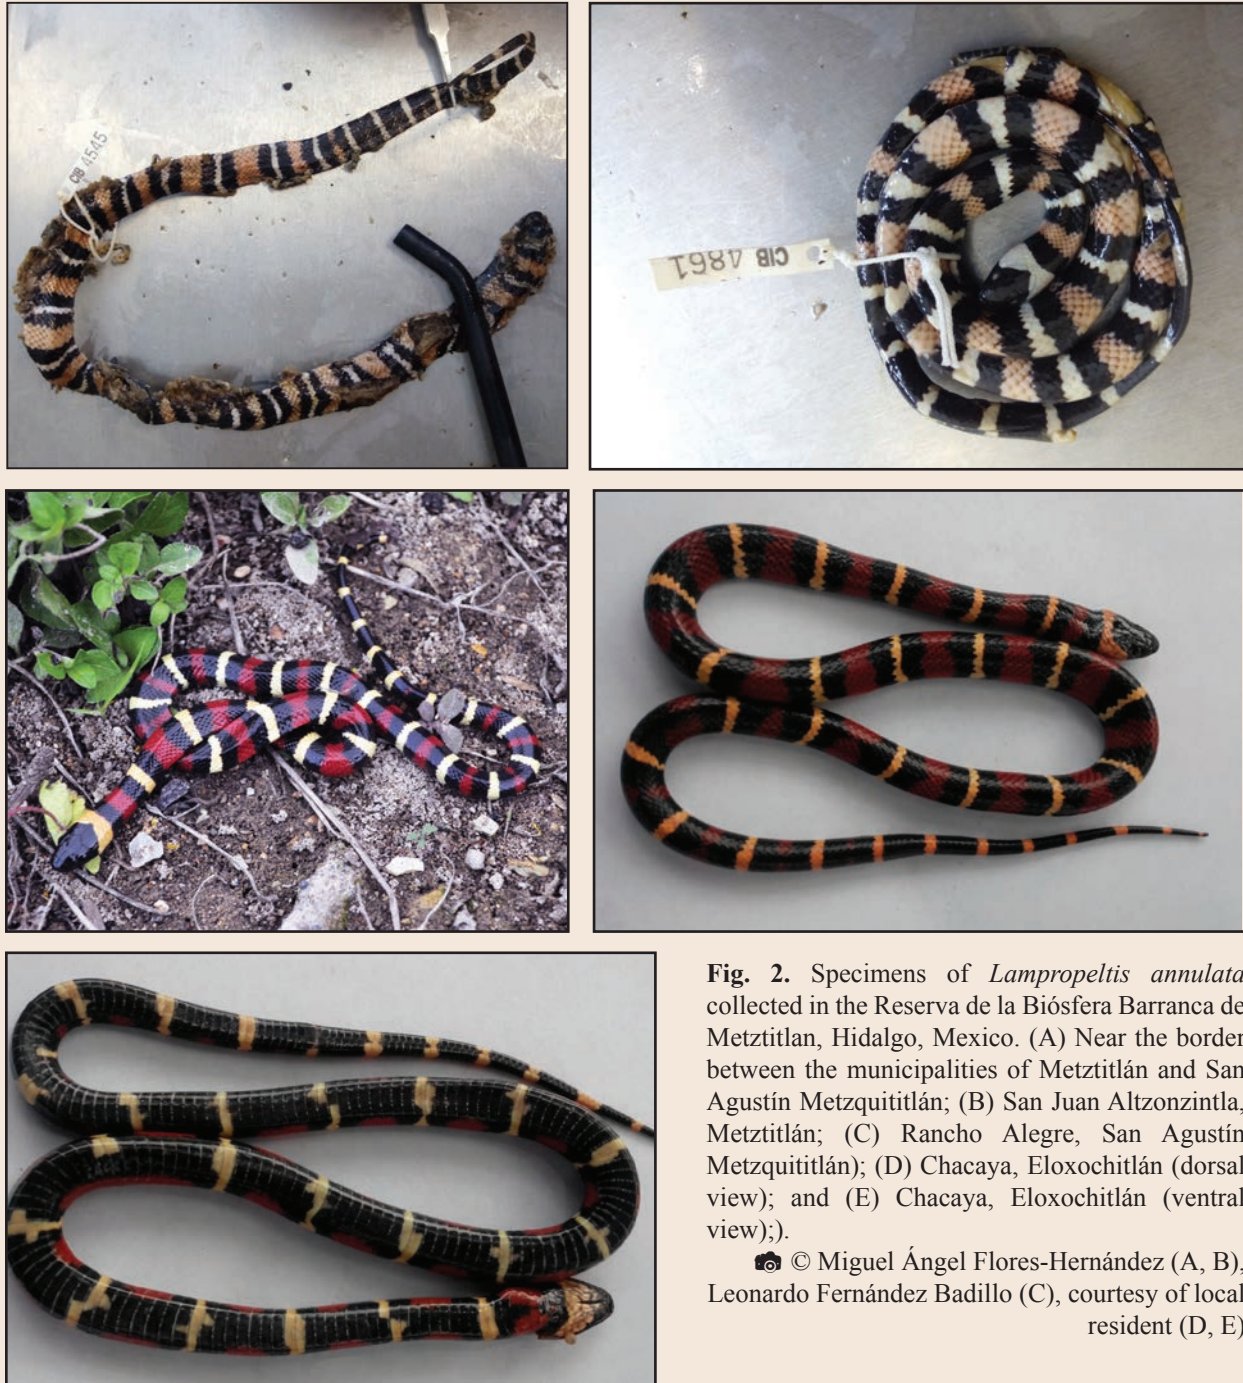 CIB 4545
CIB 4861
Fig. 2. Specimens of Lampropeltis annulata
collected in the Reserva de la Biósfera Barranca de
Metztitlan, Hidalgo, Mexico. (A) Near the border
between the municipalities of Metztitlán and San
Agustín Metzquititlán; (B) San Juan Altzonzintla,
Metztitlán; (C) Rancho Alegre, San Agustín
Metzquititlán); (D) Chacaya, Eloxochitlán (dorsal
view); and (E) Chacaya, Eloxochitlán (ventral
view);).
© Miguel Ángel Flores-Hernández (A, B),
Leonardo Fernández Badillo (C), courtesy of local
resident (D, E)